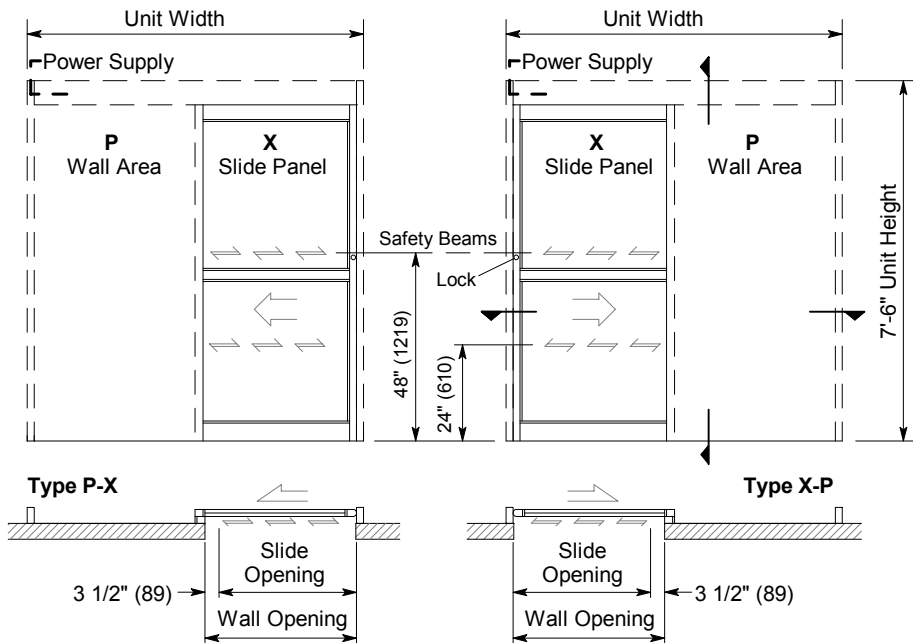 Unit Width
Unit Width
Power Supply
Power Supply
P
Wall Area
X
Slide Panel
X
Slide Panel
P
Wall Area
Safety Beams
Lock
48" (1219)
24" (610)
7'-6" Unit Height
Type P-X
Type X-P
Slide
Opening
Slide
Opening
3 1/2" (89)
3 1/2" (89)
Wall Opening
Wall Opening